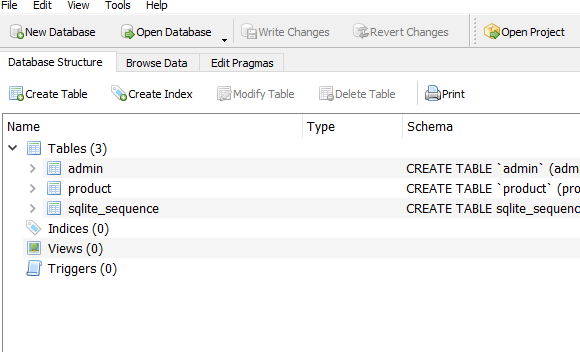 File Edit View Tools Help
New Database Open Database Write Changes Revert Changes Open Project
Database Structure Browse Data Edit Pragmas
Create Table Create Index Modify Table Delete Table Print
Name Type Schema
Tables (3)
admin CREATE TABLE `admin` (adm
product CREATE TABLE `product` (pro
sqlite_sequence CREATE TABLE sqlite_sequenc
Indices (0)
Views (0)
Triggers (0)